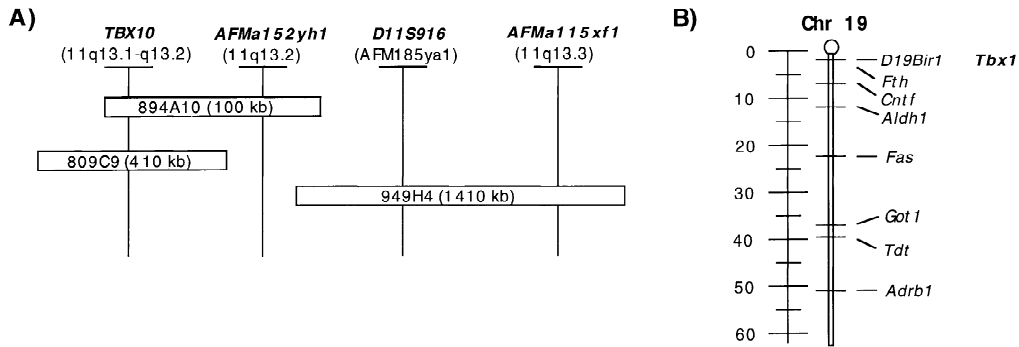 A)
TBX10 AFMa152yh1 D11S916 AFMa115xf1
(11q13.1-q13.2) (11q13.2) (AFM185ya1) (11q13.3)
894A10 (100 kb)
809C9 (410 kb)
949H4 (1410 kb)
B)
Chr 19
0 D19Bir1 Tbx1
Fth
10 Cntf
Aldh1
20 Fas
30
Got1
40 Tdt
50 Adrb1
60